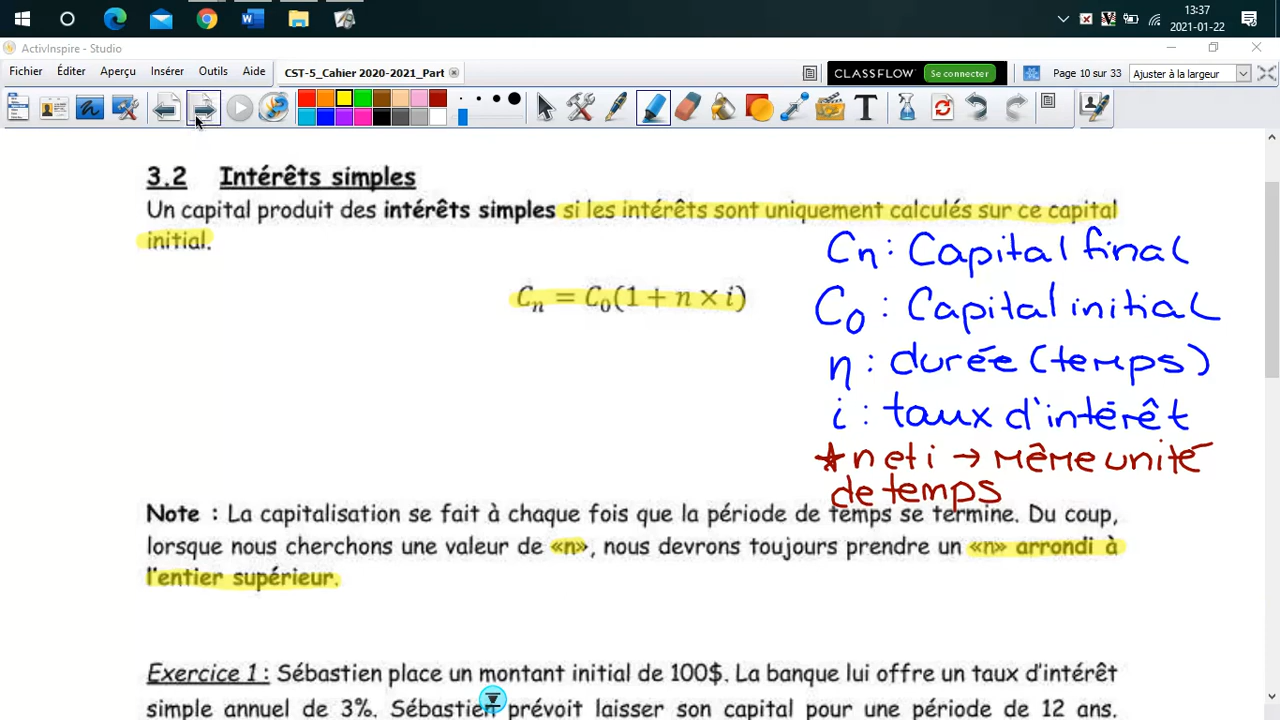 13:37
2021-01-22
ActivInspire - Studio
Fichier Éditer Aperçu Insérer Outils Aide CST-5_Cahier 2020-2021_Part CLASSFLOW Se connecter Page 10 sur 33 Ajuster à la largeur
3.2 Intérêts simples
Un capital produit des intérêts simples si les intérêts sont uniquement calculés sur ce capital
initial.
Cn : Capital final
Cₙ = C₀(1 + n × i)
C₀ : Capital initial
n : durée (temps)
i : taux d'intérêt
*n et i → même unité
de temps
Note : La capitalisation se fait à chaque fois que la période de temps se termine. Du coup,
lorsque nous cherchons une valeur de «n», nous devrons toujours prendre un «n» arrondi à
l'entier supérieur.
Exercice 1 : Sébastien place un montant initial de 100$. La banque lui offre un taux d'intérêt
simple annuel de 3%. Sébastien prévoit laisser son capital pour une période de 12 ans.